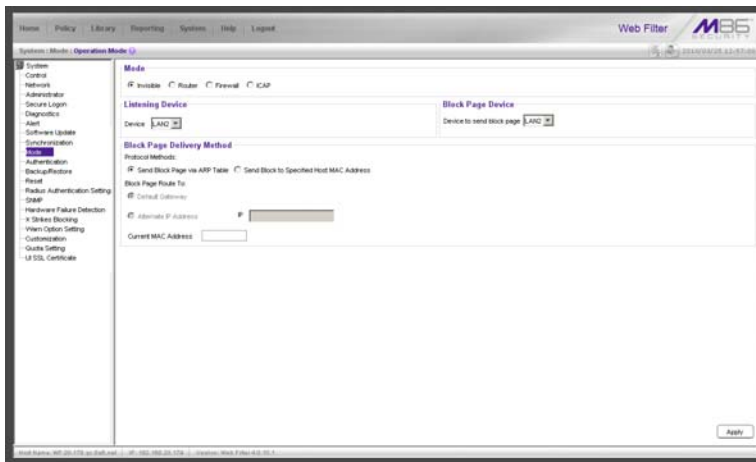 Home Policy Library Reporting System Help Logout
Web Filter
M86
SECURITY
System : Mode : Operation Mode
System
Control
Network
Administrator
Secure Logon
Diagnostics
Alert
Software Update
Synchronization
Mode
Authentication
Backup/Restore
Reset
Radius Authentication Setting
SNMP
Hardware Failure Detection
X Strikes Blocking
Warn Option Setting
Customization
Quota Setting
UI SSL Certificate
Mode
Invisible Router Firewall ICAP
Listening Device
Device LAN2
Block Page Device
Device to send block page LAN2
Block Page Delivery Method
Protocol Methods:
Send Block Page via ARP Table Send Block to Specified Host MAC Address
Block Page Route To:
Default Gateway
Alternate IP Address IP
Current MAC Address
Apply